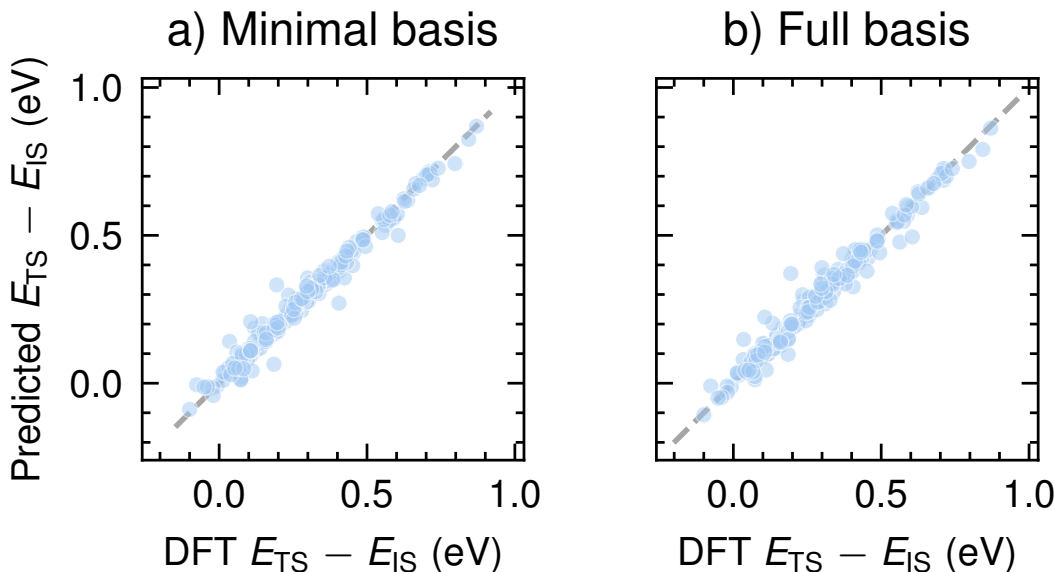 a) Minimal basis
b) Full basis
Predicted E_TS − E_IS (eV)
1.0
0.5
0.0
0.0 0.5 1.0
0.0 0.5 1.0
DFT E_TS − E_IS (eV)
DFT E_TS − E_IS (eV)